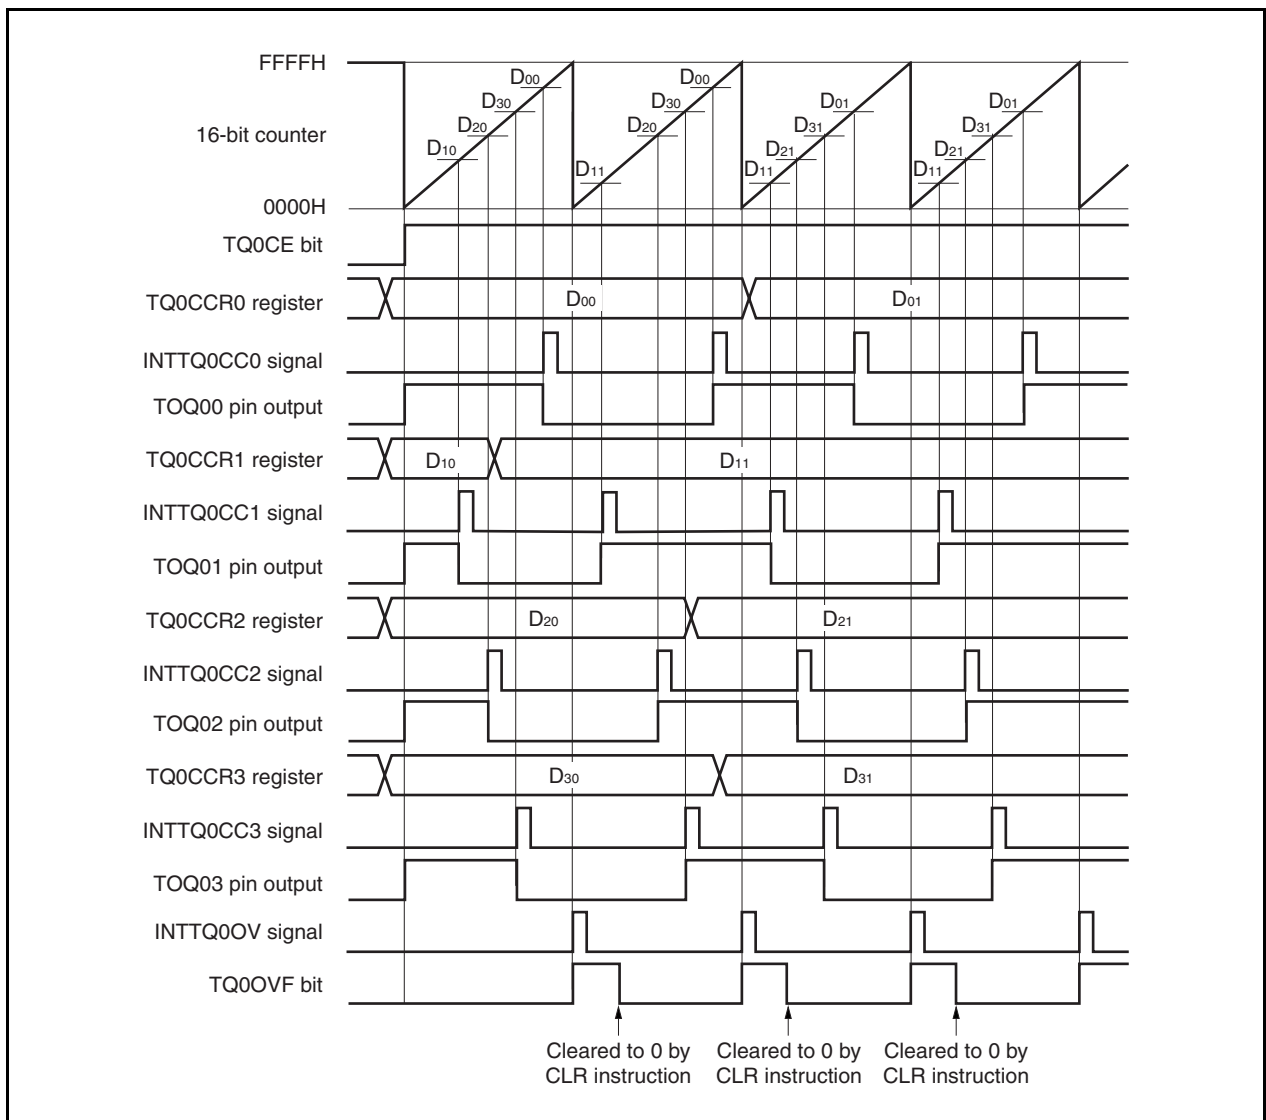 FFFFH
D00 D00
D30 D30 D01 D01
16-bit counter
D20 D20 D31 D31
D10 D21 D21
D11 D11 D11
0000H
TQ0CE bit
TQ0CCR0 register D00 D01
INTTQ0CC0 signal
TOQ00 pin output
TQ0CCR1 register D10 D11
INTTQ0CC1 signal
TOQ01 pin output
TQ0CCR2 register D20 D21
INTTQ0CC2 signal
TOQ02 pin output
TQ0CCR3 register D30 D31
INTTQ0CC3 signal
TOQ03 pin output
INTTQ0OV signal
TQ0OVF bit
Cleared to 0 by
CLR instruction
Cleared to 0 by
CLR instruction
Cleared to 0 by
CLR instruction